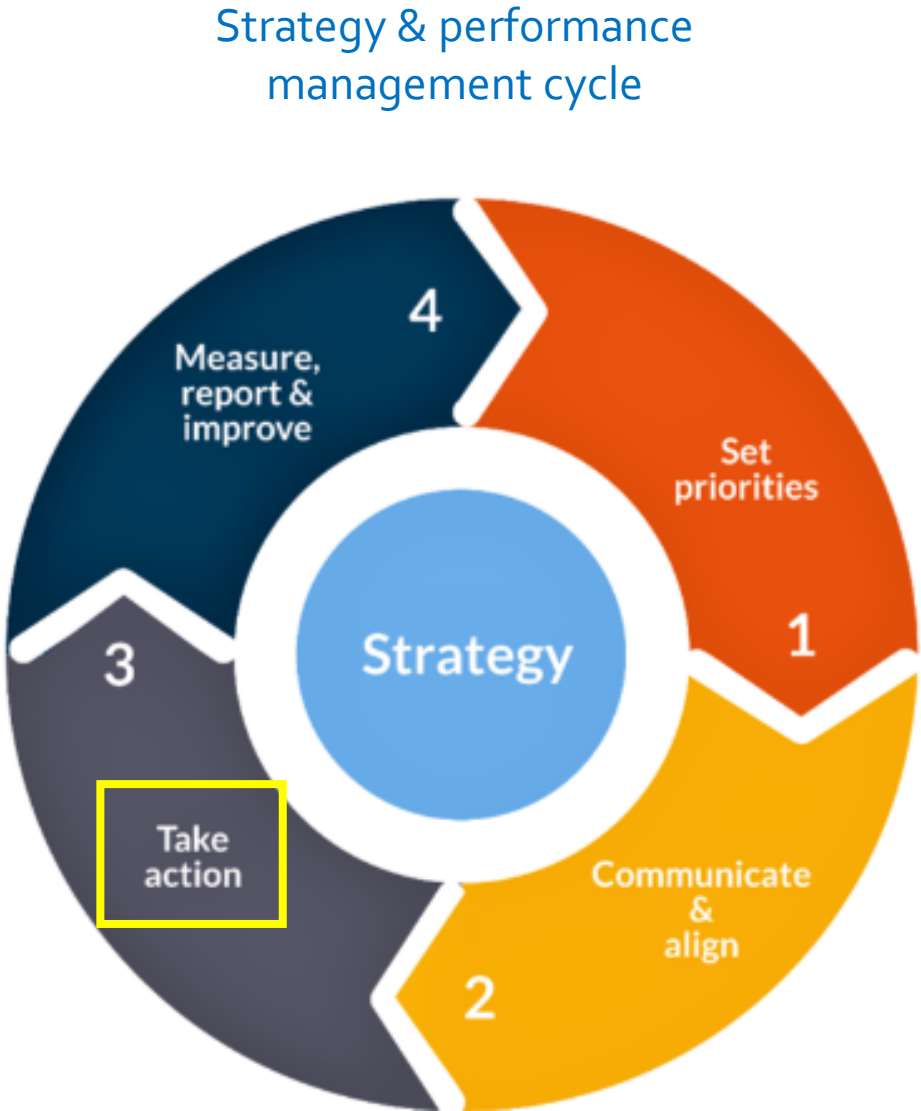 Strategy & performance
management cycle
4
Measure,
report &
improve
Set
priorities
1
3
Strategy
Take
action
Communicate
&
align
2